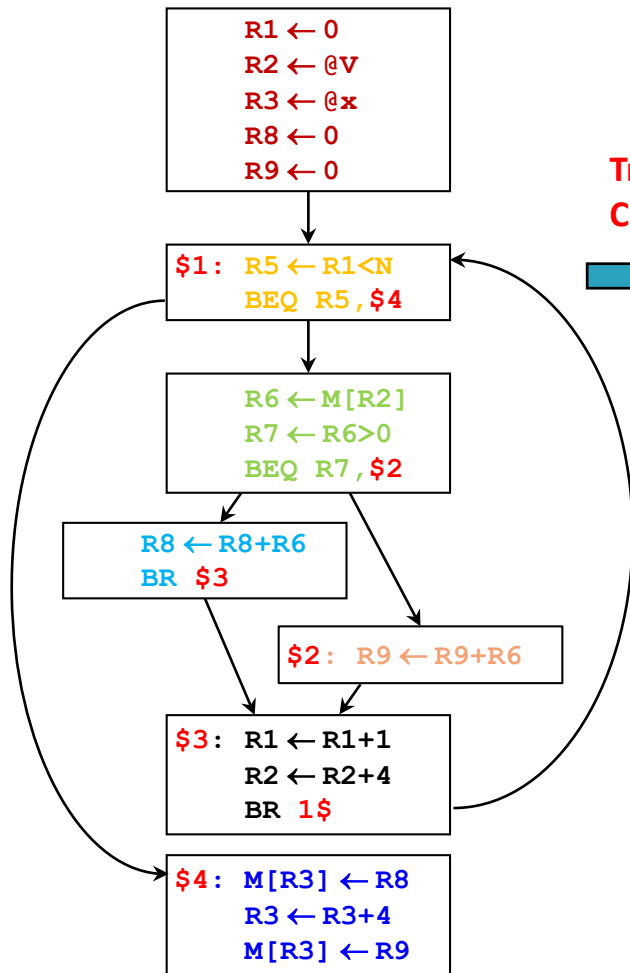 R1 ← 0
R2 ← @V
R3 ← @x
R8 ← 0
R9 ← 0
$1: R5 ← R1<N
BEQ R5,$4
R6 ← M[R2]
R7 ← R6>0
BEQ R7,$2
R8 ← R8+R6
BR $3
$2: R9 ← R9+R6
$3: R1 ← R1+1
R2 ← R2+4
BR 1$
$4: M[R3] ← R8
R3 ← R3+4
M[R3] ← R9